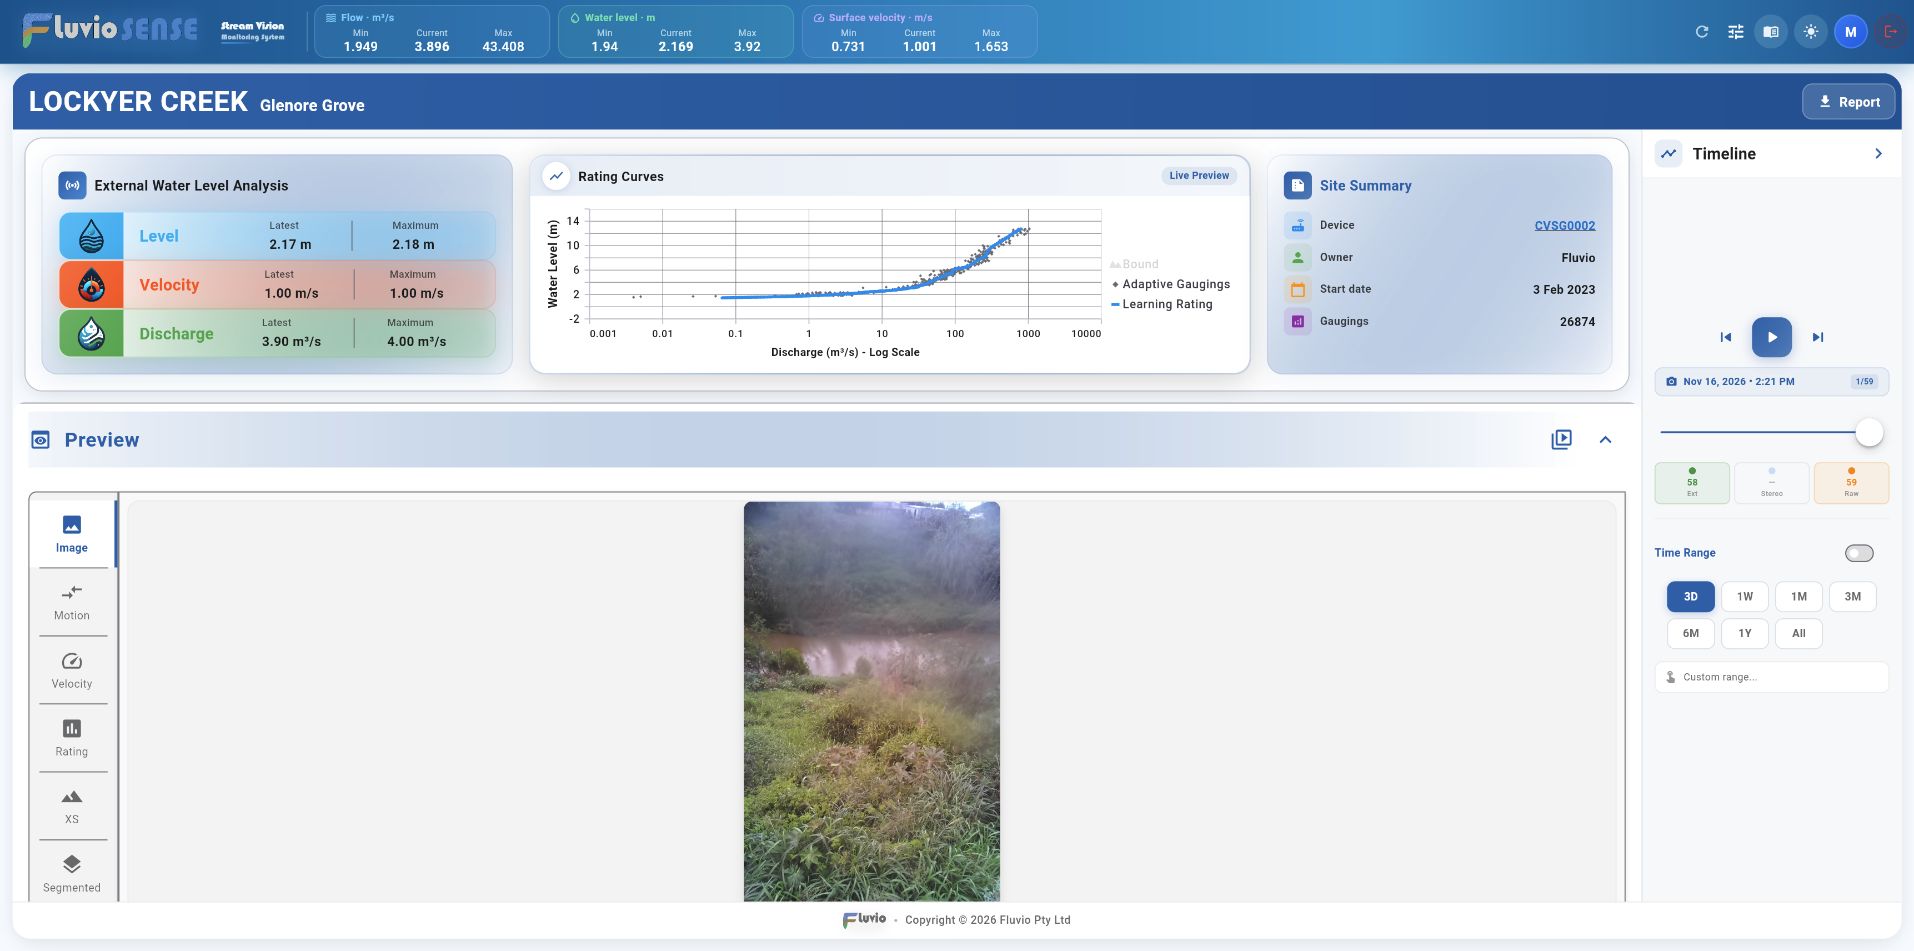 Fluvio SENSE
Stream Vision
Monitoring System
Flow · m³/s
Min Current Max
1.949 3.896 43.408
Water level · m
Min Current Max
1.94 2.169 3.92
Surface velocity · m/s
Min Current Max
0.731 1.001 1.653
M
LOCKYER CREEK Glenore Grove
Report
External Water Level Analysis
Level
Latest Maximum
2.17 m 2.18 m
Velocity
Latest Maximum
1.00 m/s 1.00 m/s
Discharge
Latest Maximum
3.90 m³/s 4.00 m³/s
Rating Curves
Live Preview
Water Level (m)
14
10
6
2
-2
0.001 0.01 0.1 1 10 100 1000 10000
Discharge (m³/s) - Log Scale
Bound
Adaptive Gaugings
Learning Rating
Site Summary
Device CVSG0002
Owner Fluvio
Start date 3 Feb 2023
Gaugings 26874
Timeline
Nov 16, 2026 • 2:21 PM 1/59
58 -- 59
Ext Stereo Raw
Time Range
3D 1W 1M 3M
6M 1Y All
Custom range...
Preview
Image
Motion
Velocity
Rating
XS
Segmented
Fluvio • Copyright © 2026 Fluvio Pty Ltd